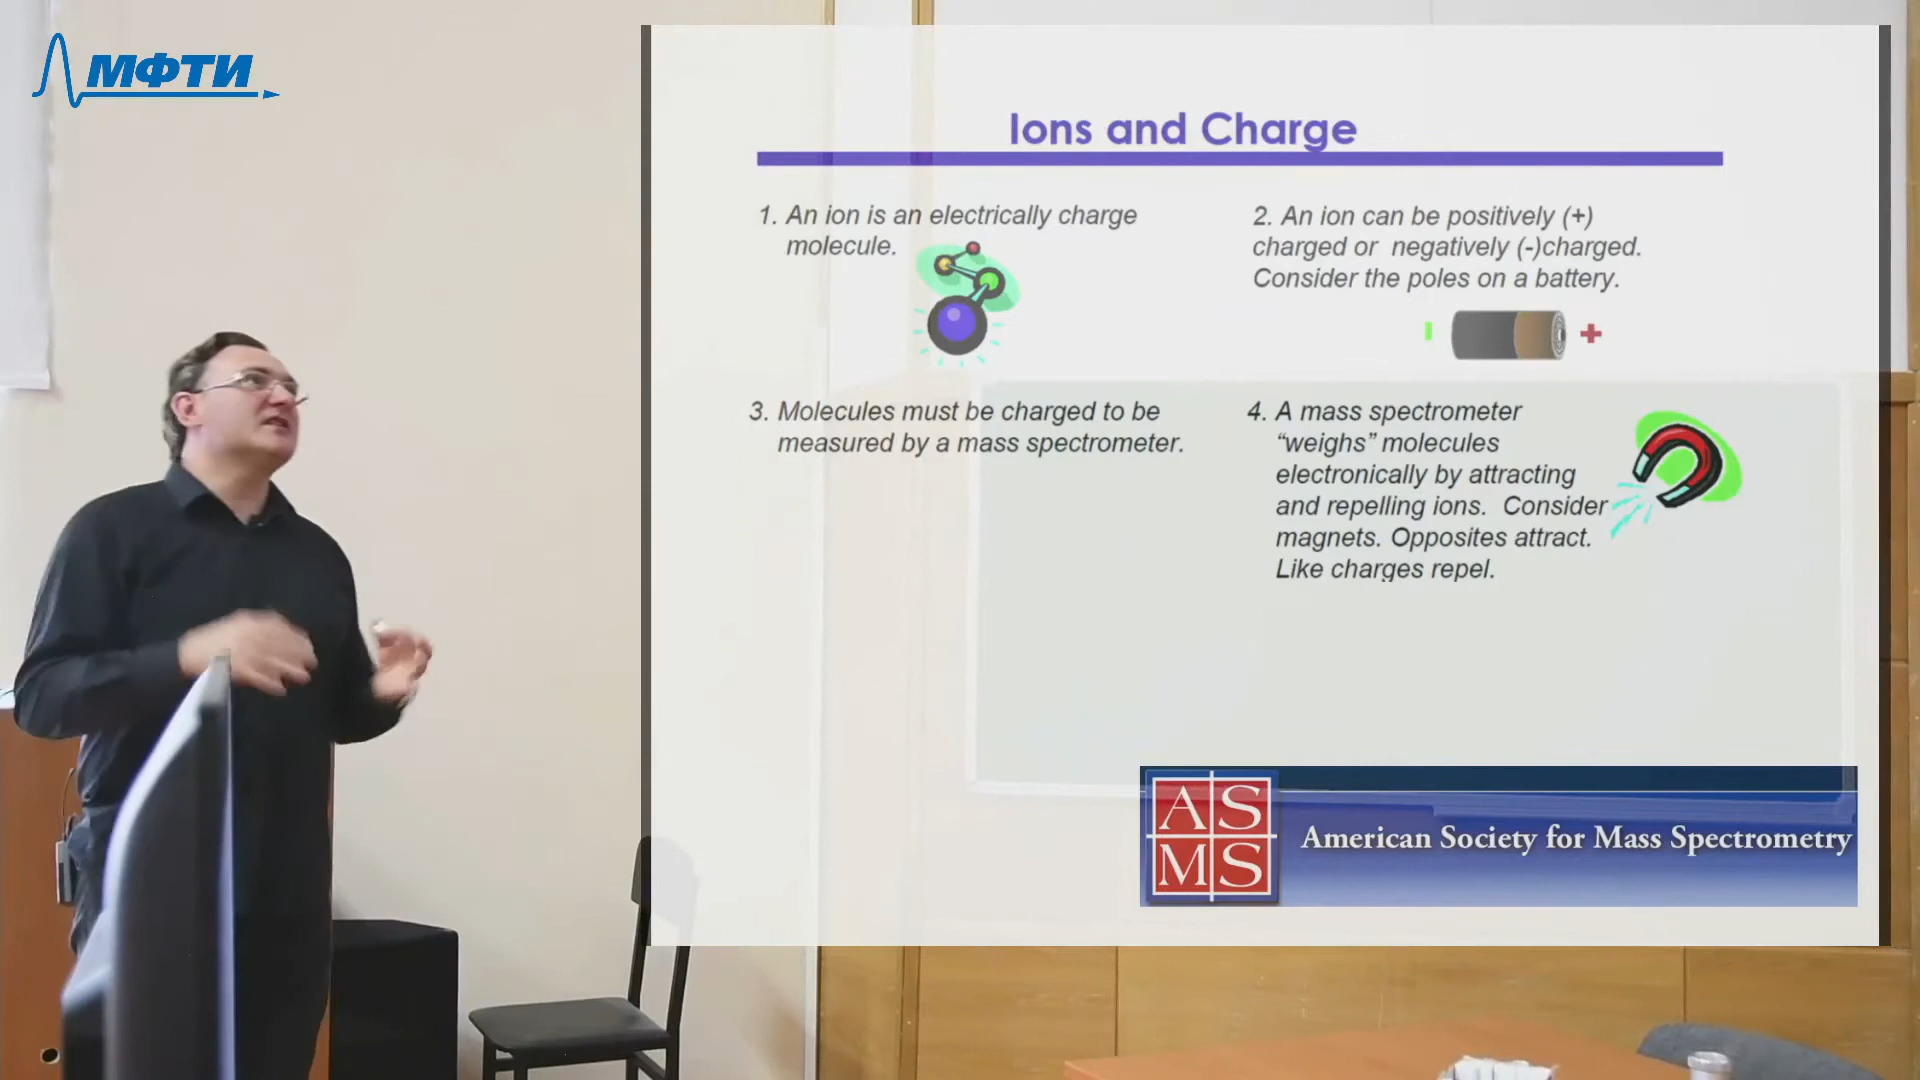 МФТИ
Ions and Charge
1. An ion is an electrically charge
molecule.
2. An ion can be positively (+)
charged or negatively (-)charged.
Consider the poles on a battery.
+
3. Molecules must be charged to be
measured by a mass spectrometer.
4. A mass spectrometer
“weighs” molecules
electronically by attracting
and repelling ions. Consider
magnets. Opposites attract.
Like charges repel.
AS
MS
American Society for Mass Spectrometry